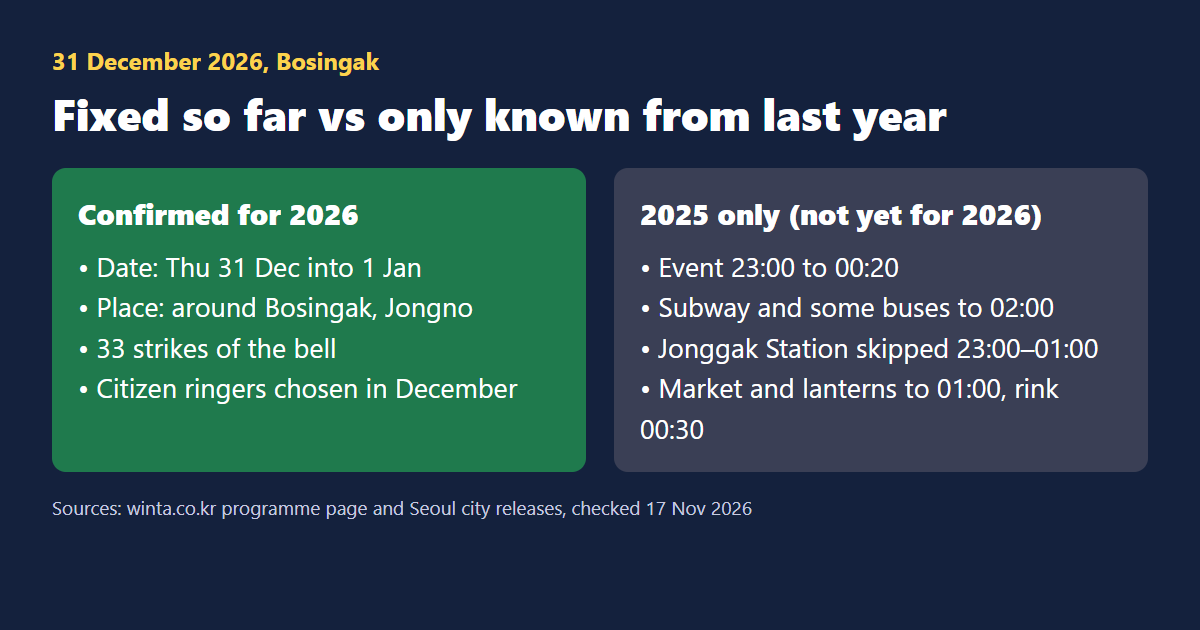 31 December 2026, Bosingak
Fixed so far vs only known from last year
Confirmed for 2026
• Date: Thu 31 Dec into 1 Jan
• Place: around Bosingak, Jongno
• 33 strikes of the bell
• Citizen ringers chosen in December
2025 only (not yet for 2026)
• Event 23:00 to 00:20
• Subway and some buses to 02:00
• Jonggak Station skipped 23:00–01:00
• Market and lanterns to 01:00, rink
00:30
Sources: winta.co.kr programme page and Seoul city releases, checked 17 Nov 2026